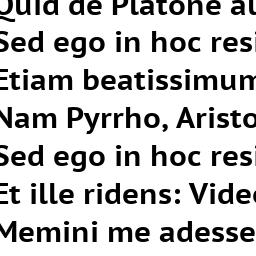 Quid de Platone au
Sed ego in hoc resi
Etiam beatissimum
Nam Pyrrho, Aristo
Sed ego in hoc resi
Et ille ridens: Vide
Memini me adesse